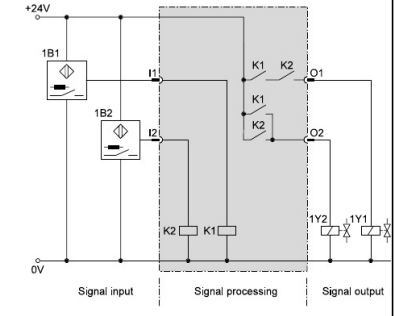 +24V
1B1
I1
K1 K2
O1
K1
1B2
I2
K2
O2
K2 K1
1Y2 1Y1
0V
Signal input Signal processing Signal output